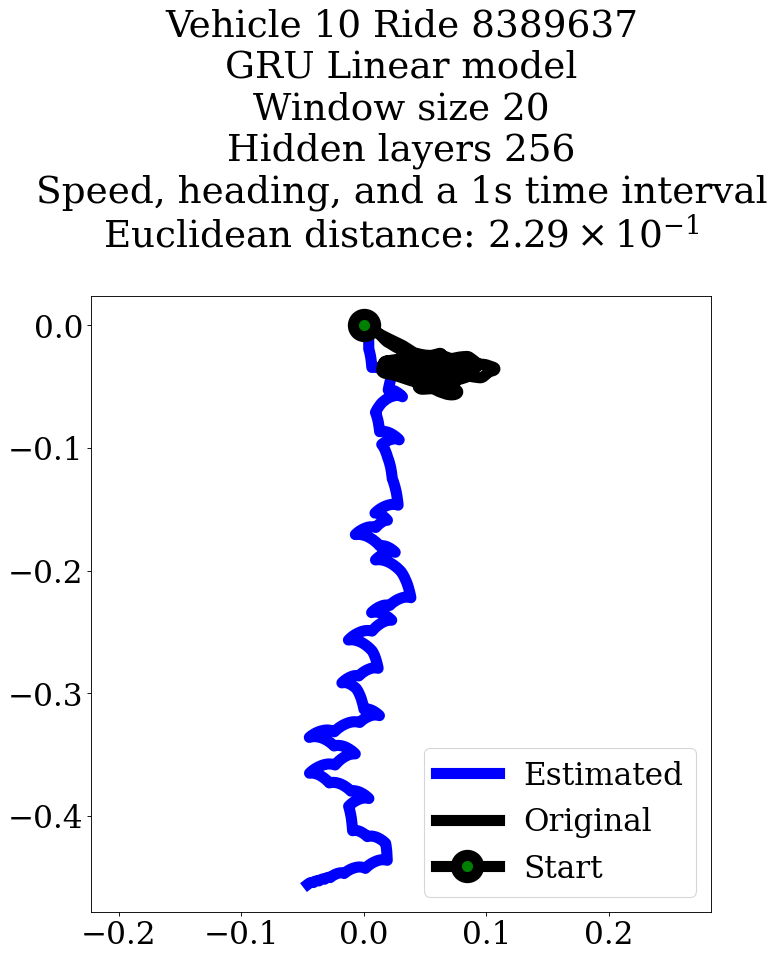 Vehicle 10 Ride 8389637
GRU Linear model
Window size 20
Hidden layers 256
Speed, heading, and a 1s time interval
Euclidean distance: 2.29 × 10⁻¹
0.0
−0.1
−0.2
−0.3
−0.4
Estimated
Original
Start
−0.2 −0.1 0.0 0.1 0.2